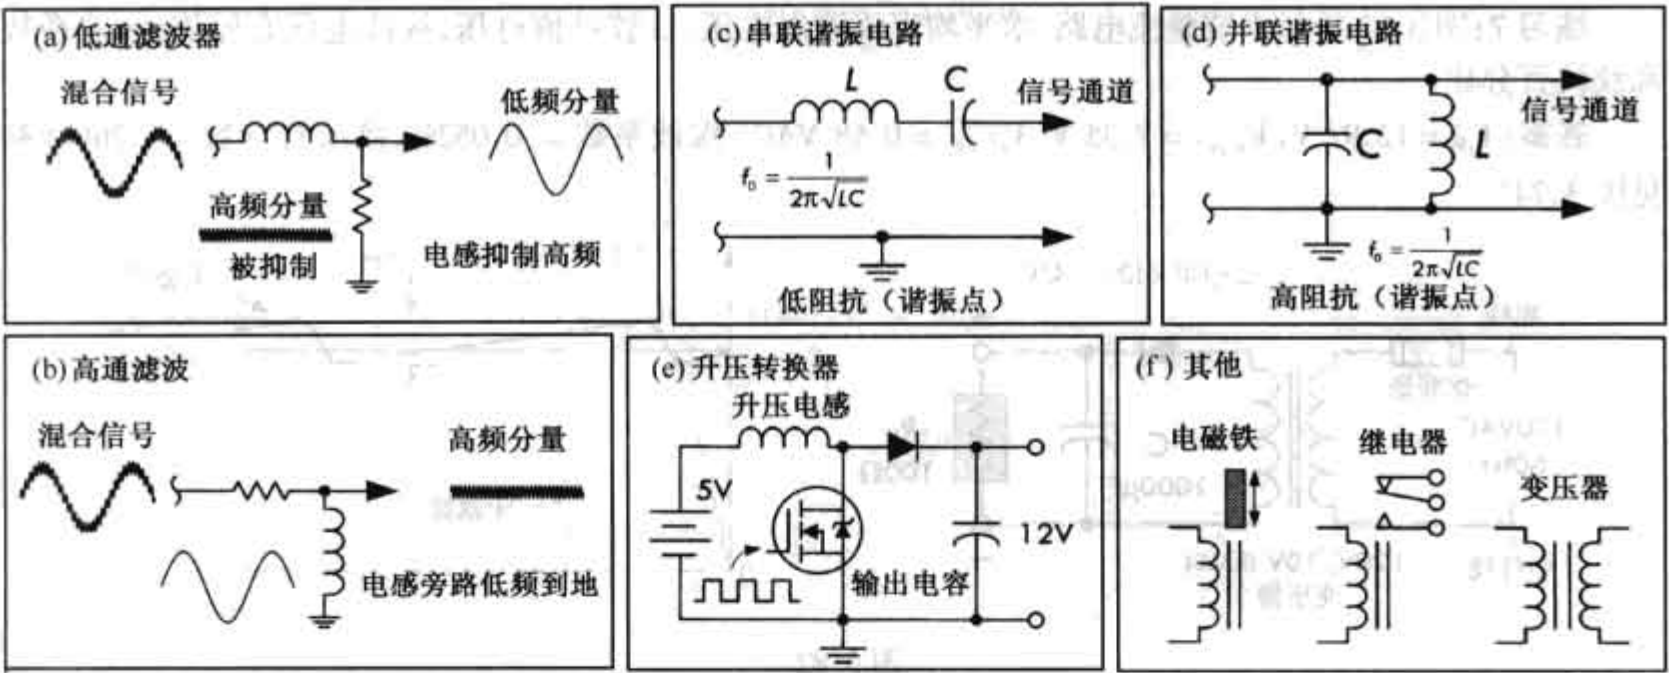 (a) 低通滤波器
混合信号
低频分量
高频分量
被抑制
电感抑制高频
(c) 串联谐振电路
L
C
信号通道
f₀ = 1/(2π√LC)
低阻抗（谐振点）
(d) 并联谐振电路
信号通道
C
L
f₀ = 1/(2π√LC)
高阻抗（谐振点）
(b) 高通滤波
混合信号
高频分量
电感旁路低频到地
(e) 升压转换器
升压电感
5V
12V
输出电容
(f) 其他
电磁铁
继电器
变压器